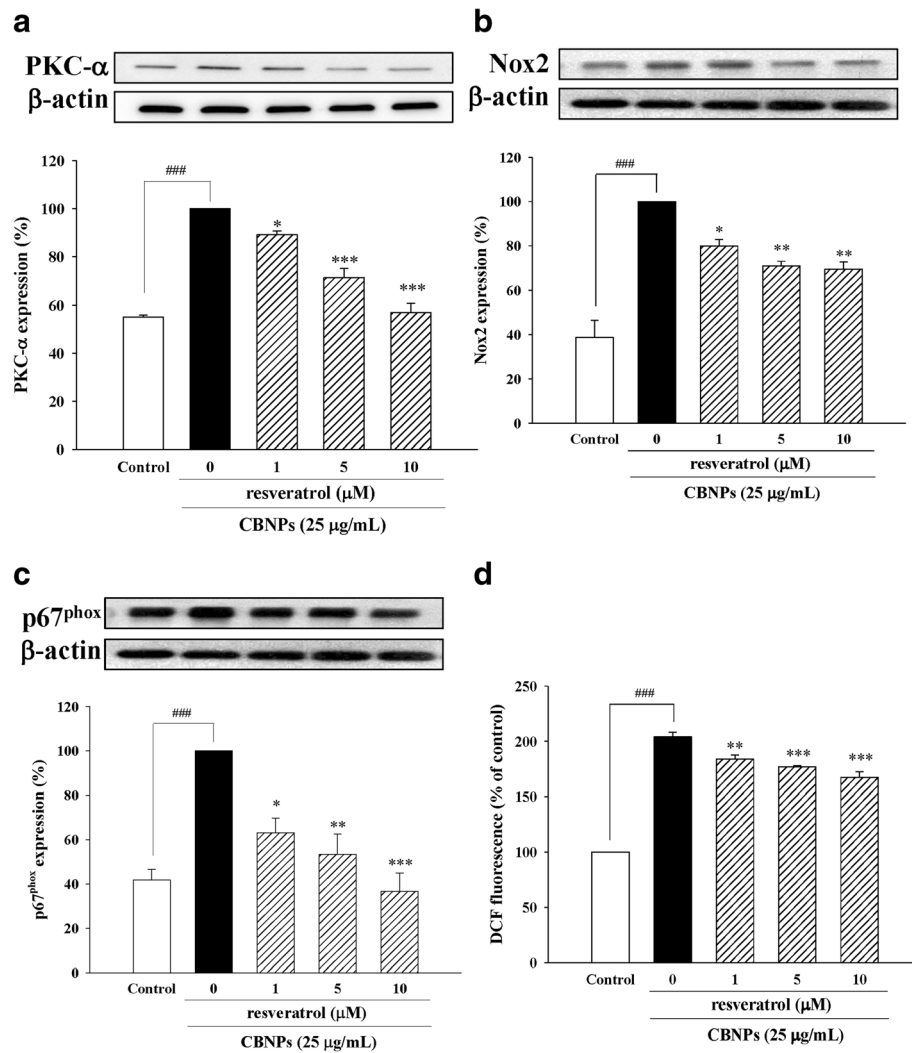 a
PKC-α
β-actin
PKC-α expression (%)
120
100
80
60
40
20
0
###
*
***
***
Control 0 1 5 10
resveratrol (μM)
CBNPs (25 μg/mL)
b
Nox2
β-actin
Nox2 expression (%)
120
100
80
60
40
20
0
###
*
**
**
Control 0 1 5 10
resveratrol (μM)
CBNPs (25 μg/mL)
c
p67phox
β-actin
p67phox expression (%)
120
100
80
60
40
20
0
###
*
**
***
Control 0 1 5 10
resveratrol (μM)
CBNPs (25 μg/mL)
d
DCF fluorescence (% of control)
250
200
150
100
50
0
###
**
***
***
Control 0 1 5 10
resveratrol (μM)
CBNPs (25 μg/mL)